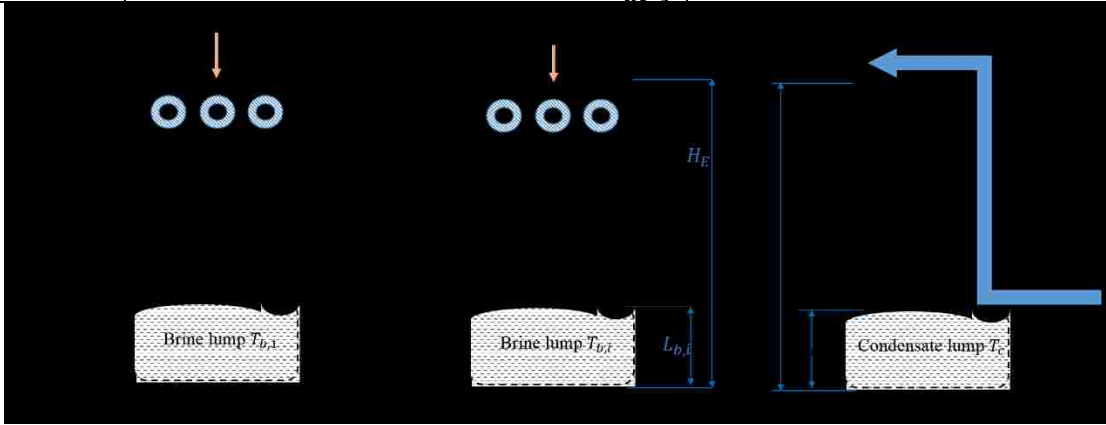 H_E
Brine lump T_{b,1}
Brine lump T_{b,i}
L_{b,i}
Condensate lump T_c